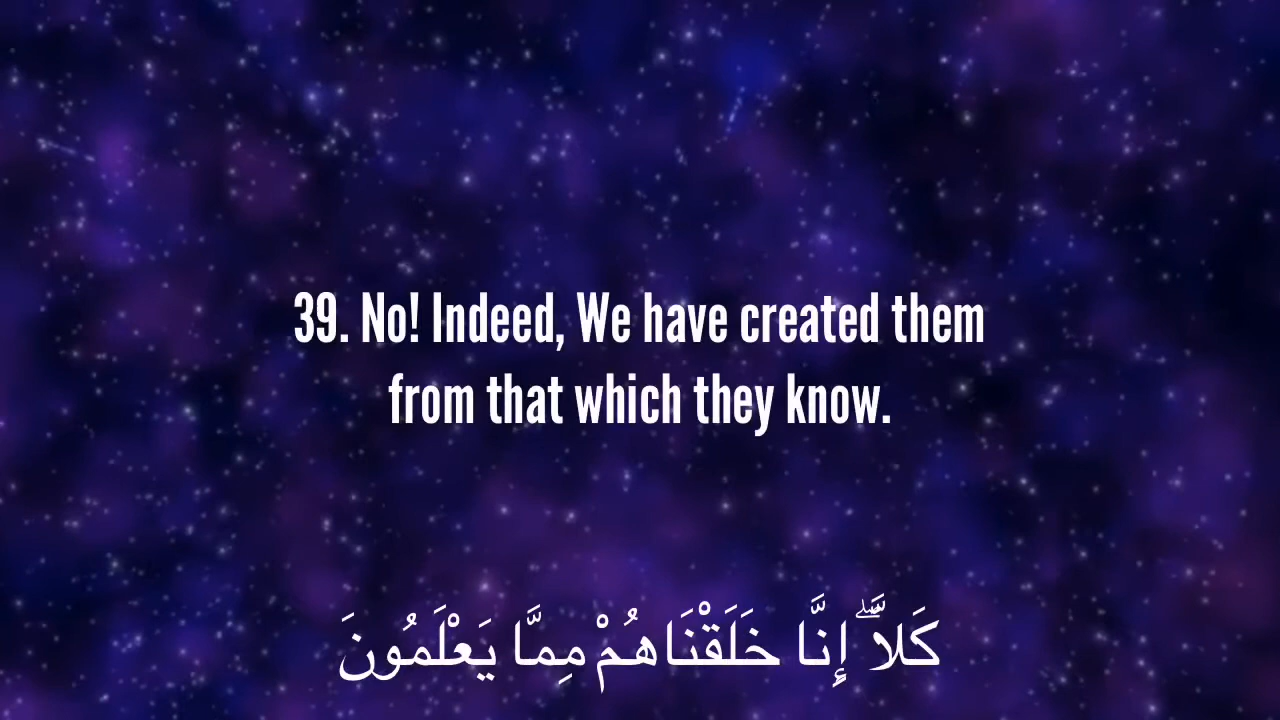 39. No! Indeed, We have created them
from that which they know.
كَلَّاۖ إِنَّا خَلَقْنَاهُمْ مِمَّا يَعْلَمُونَ